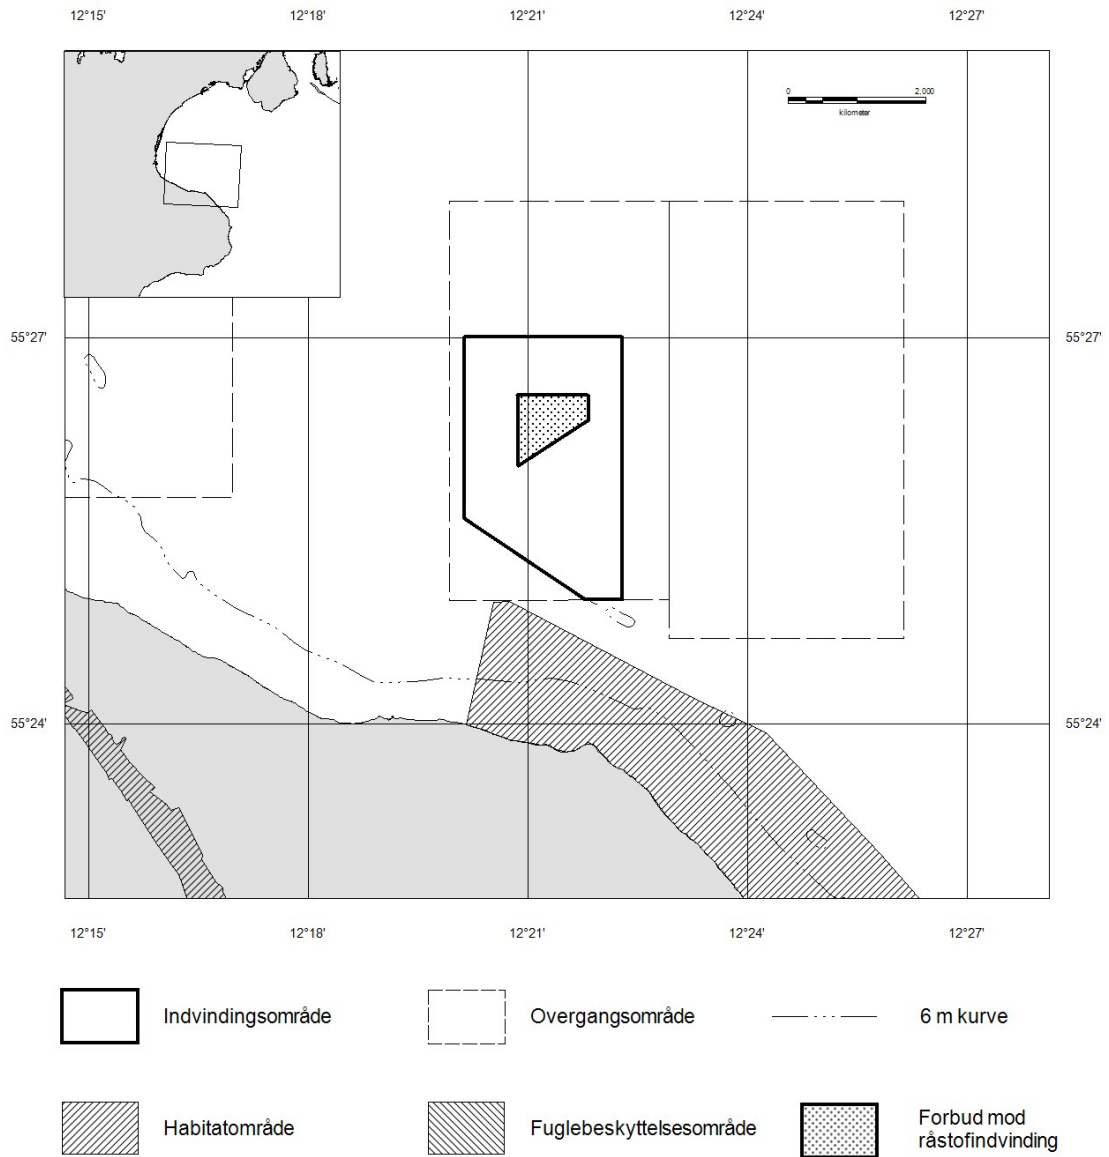 12°15' 12°18' 12°21' 12°24' 12°27'
0 2,000
kilometer
55°27' 55°27'
55°24' 55°24'
12°15' 12°18' 12°21' 12°24' 12°27'
Indvindingsområde Overgangsområde 6 m kurve
Habitatområde Fuglebeskyttelsesområde Forbud mod
råstofindvinding